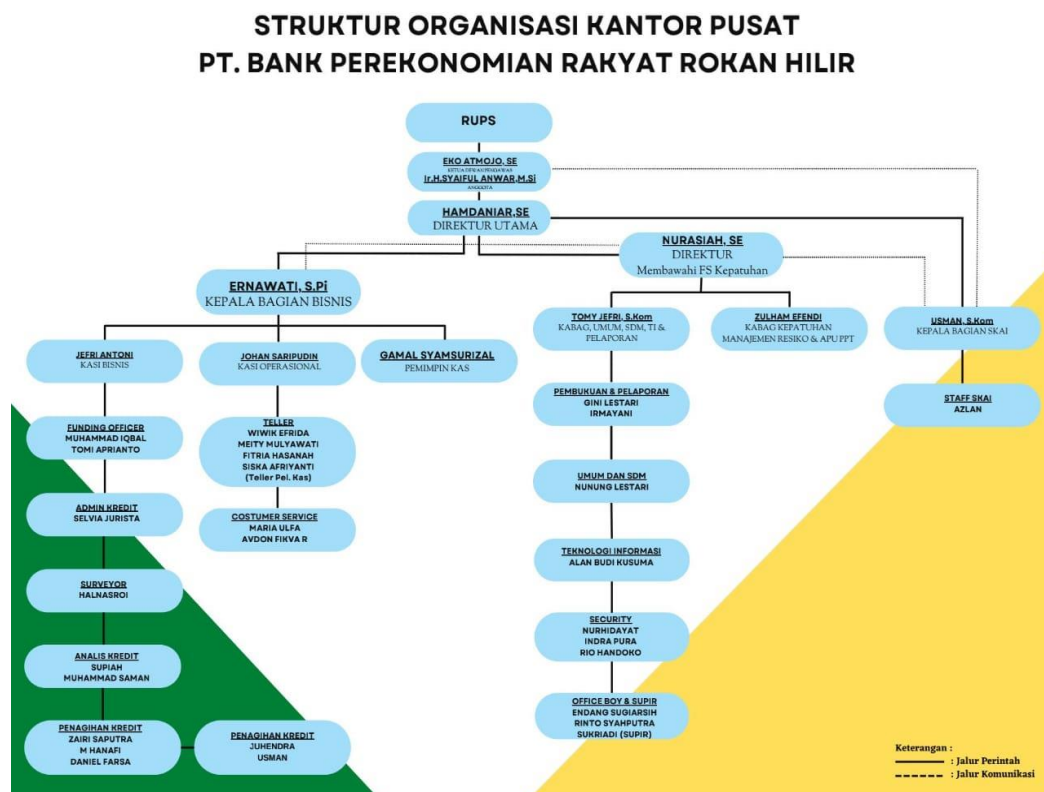 STRUKTUR ORGANISASI KANTOR PUSAT
PT. BANK PEREKONOMIAN RAKYAT ROKAN HILIR
RUPS
EKO ATMOJO, SE
KETUA DEWAN PENGAWAS
Ir.H.SYAIFUL ANWAR,M.Si
ANGGOTA
HAMDANIAR,SE
DIREKTUR UTAMA
NURASIAH, SE
DIREKTUR
Membawahi FS Kepatuhan
ERNAWATI, S.Pi
KEPALA BAGIAN BISNIS
TOMY JEFRI, S.Kom
KABAG, UMUM, SDM, TI &
PELAPORAN
ZULHAM EFENDI
KABAG KEPATUHAN
MANAJEMEN RESIKO & APU PPT
USMAN, S.Kom
KEPALA BAGIAN SKAI
JEFRI ANTONI
KASI BISNIS
JOHAN SARIPUDIN
KASI OPERASIONAL
GAMAL SYAMSURIZAL
PEMIMPIN KAS
PEMBUKUAN & PELAPORAN
GINI LESTARI
IRMAYANI
STAFF SKAI
AZLAN
FUNDING OFFICER
MUHAMMAD IQBAL
TOMI APRIANTO
TELLER
WIWIK EFRIDA
MEITY MULYAWATI
FITRIA HASANAH
SISKA AFRIYANTI
(Teller Pel. Kas)
UMUM DAN SDM
NUNUNG LESTARI
ADMIN KREDIT
SELVIA JURISTA
COSTUMER SERVICE
MARIA ULFA
AVDON FIKVA R
TEKNOLOGI INFORMASI
ALAN BUDI KUSUMA
SURVEYOR
HALNASROI
SECURITY
NURHIDAYAT
INDRA PURA
RIO HANDOKO
ANALIS KREDIT
SUPIAH
MUHAMMAD SAMAN
OFFICE BOY & SUPIR
ENDANG SUGIARSIH
RINTO SYAHPUTRA
SUKRIADI (SUPIR)
PENAGIHAN KREDIT
ZAIRI SAPUTRA
M HANAFI
DANIEL FARSA
PENAGIHAN KREDIT
JUHENDRA
USMAN
Keterangan :
: Jalur Perintah
: Jalur Komunikasi